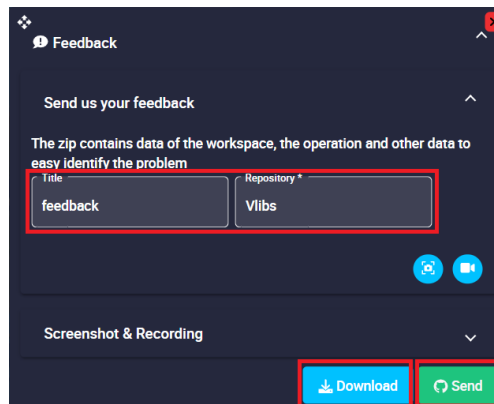 Feedback
Send us your feedback
The zip contains data of the workspace, the operation and other data to
easy identify the problem
Title
Repository *
feedback
Vlibs
Screenshot & Recording
Download
Send